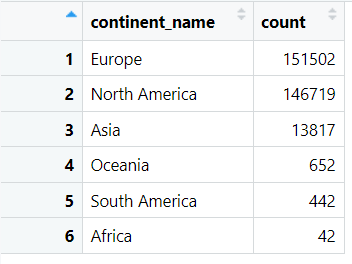 continent_name count
1 Europe 151502
2 North America 146719
3 Asia 13817
4 Oceania 652
5 South America 442
6 Africa 42